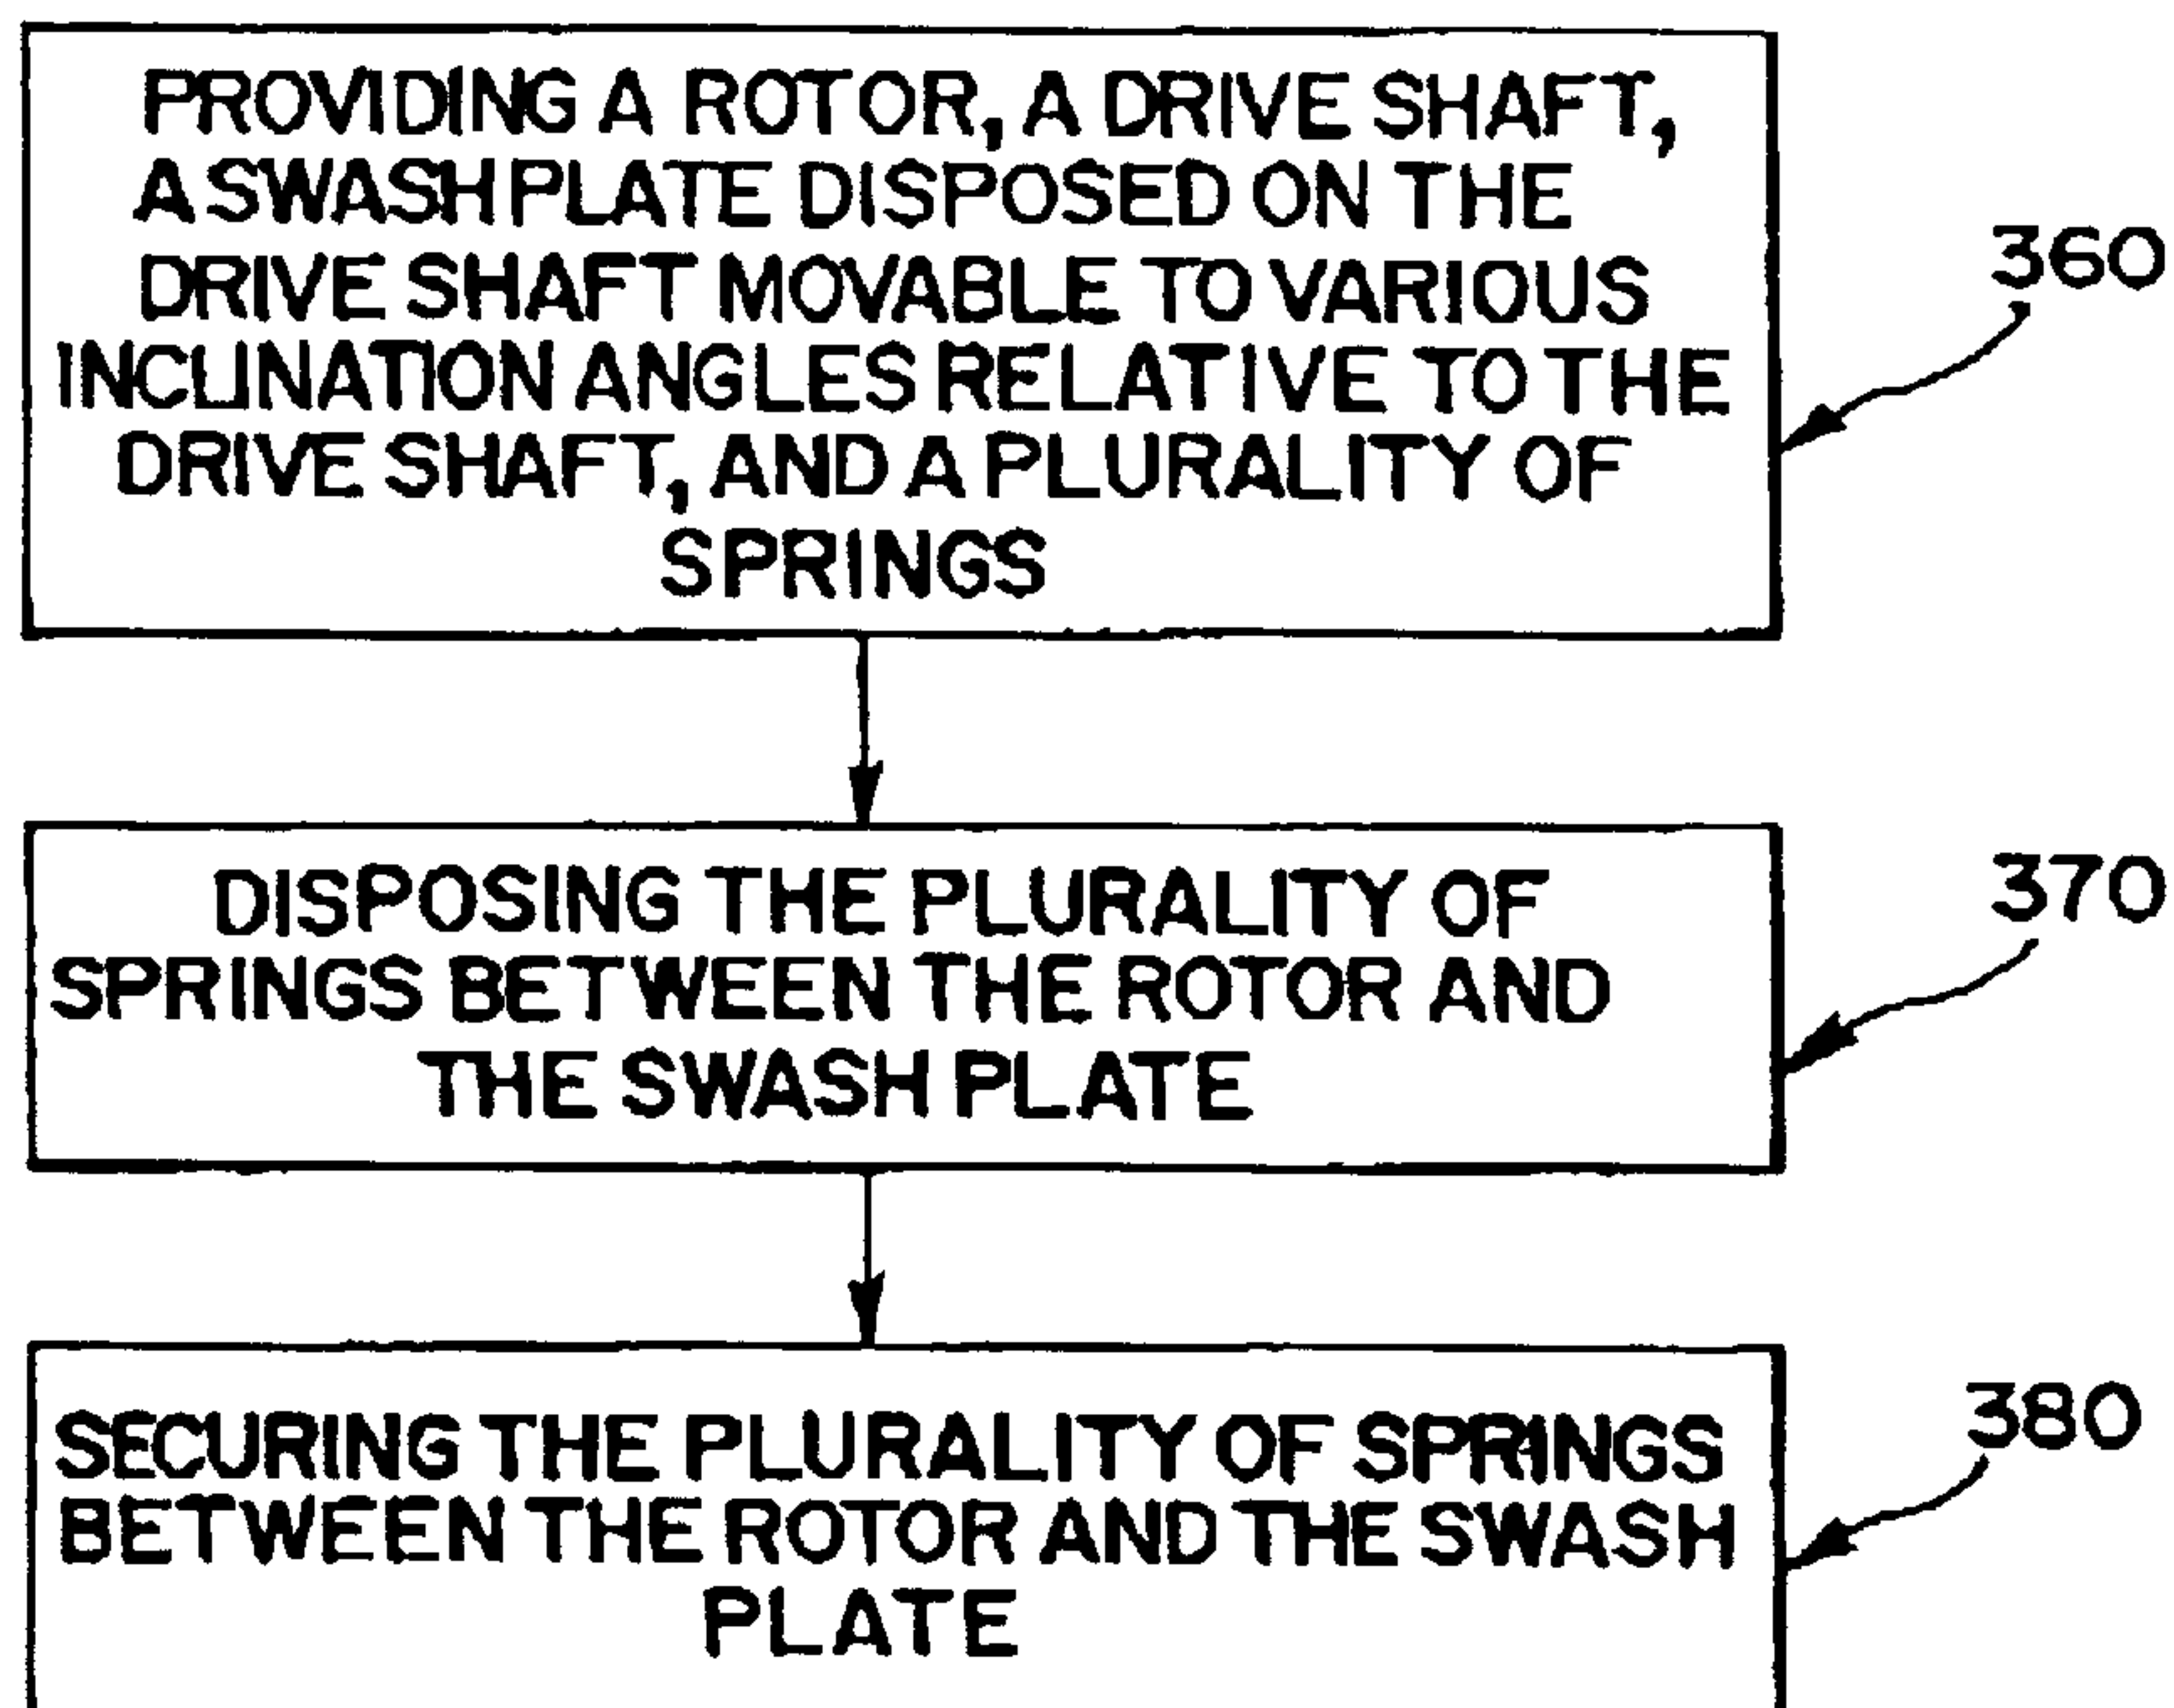 PROVIDING A ROTOR, A DRIVE SHAFT,
A SWASH PLATE DISPOSED ON THE
DRIVE SHAFT MOVABLE TO VARIOUS
INCLINATION ANGLES RELATIVE TO THE
DRIVE SHAFT, AND A PLURALITY OF
SPRINGS
360
DISPOSING THE PLURALITY OF
SPRINGS BETWEEN THE ROTOR AND
THE SWASH PLATE
370
SECURING THE PLURALITY OF SPRINGS
BETWEEN THE ROTOR AND THE SWASH
PLATE
380